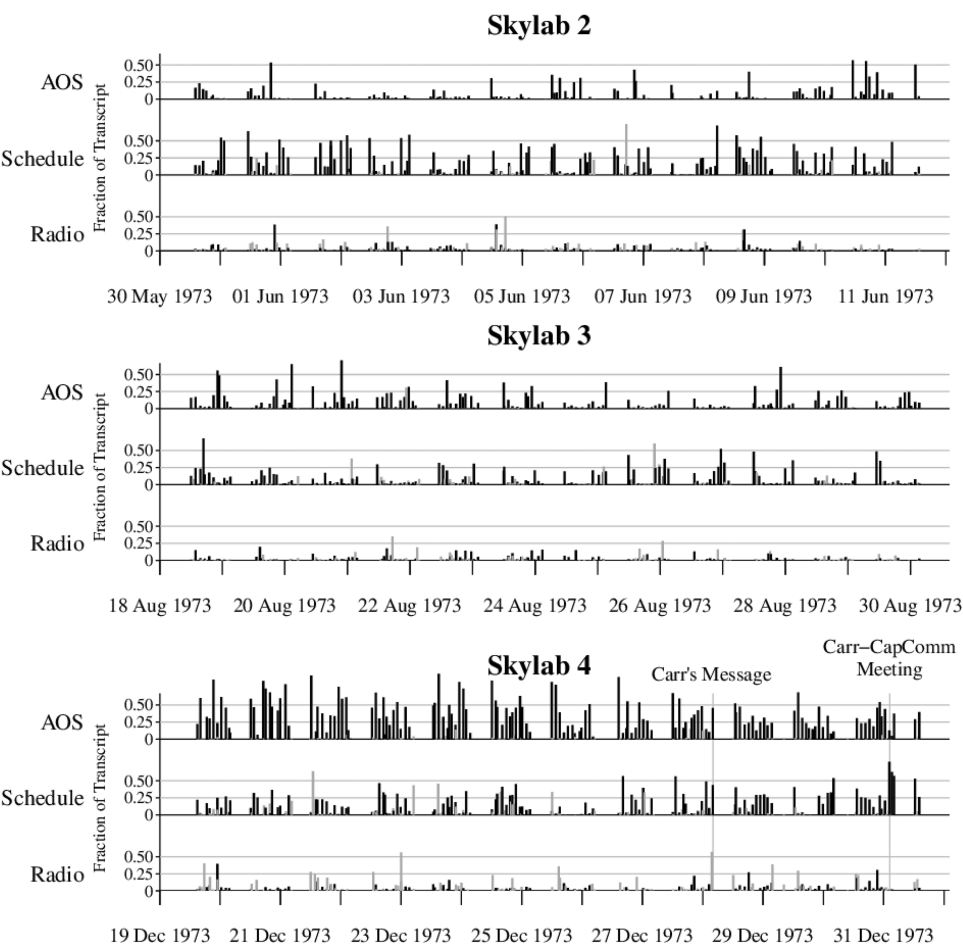 Skylab 2
AOS
Schedule
Radio
Fraction of Transcript
0.50
0.25
0
0.50
0.25
0
0.50
0.25
0
30 May 1973 01 Jun 1973 03 Jun 1973 05 Jun 1973 07 Jun 1973 09 Jun 1973 11 Jun 1973
Skylab 3
AOS
Schedule
Radio
Fraction of Transcript
0.50
0.25
0
0.50
0.25
0
0.50
0.25
0
18 Aug 1973 20 Aug 1973 22 Aug 1973 24 Aug 1973 26 Aug 1973 28 Aug 1973 30 Aug 1973
Skylab 4
Carr's Message
Carr–CapComm
Meeting
AOS
Schedule
Radio
Fraction of Transcript
0.50
0.25
0
0.50
0.25
0
0.50
0.25
0
19 Dec 1973 21 Dec 1973 23 Dec 1973 25 Dec 1973 27 Dec 1973 29 Dec 1973 31 Dec 1973